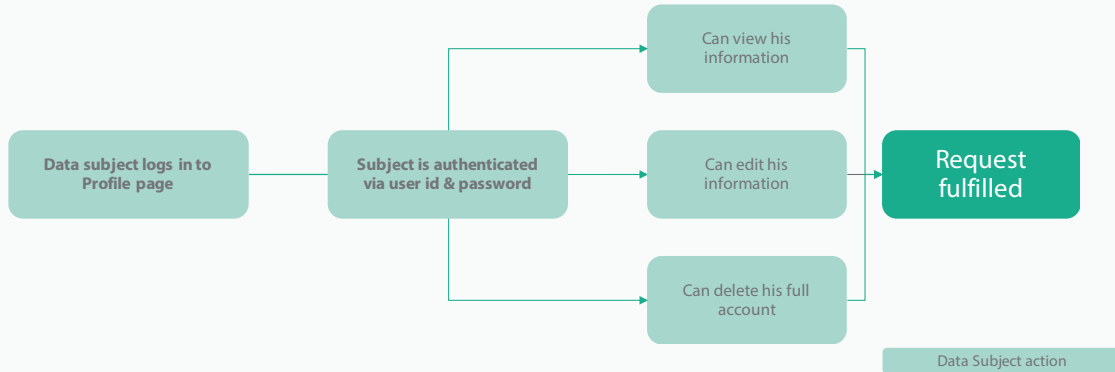 Data subject logs in to
Profile page
Subject is authenticated
via user id & password
Can view his
information
Can edit his
information
Can delete his full
account
Request
fulfilled
Data Subject action